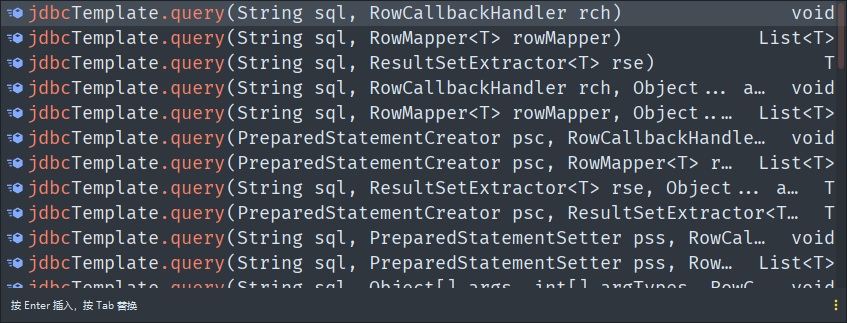 jdbcTemplate.query(String sql, RowCallbackHandler rch) void
jdbcTemplate.query(String sql, RowMapper<T> rowMapper) List<T>
jdbcTemplate.query(String sql, ResultSetExtractor<T> rse) T
jdbcTemplate.query(String sql, RowCallbackHandler rch, Object... a… void
jdbcTemplate.query(String sql, RowMapper<T> rowMapper, Object..… List<T>
jdbcTemplate.query(PreparedStatementCreator psc, RowCallbackHandle… void
jdbcTemplate.query(PreparedStatementCreator psc, RowMapper<T> r… List<T>
jdbcTemplate.query(String sql, ResultSetExtractor<T> rse, Object... a… T
jdbcTemplate.query(PreparedStatementCreator psc, ResultSetExtractor<T… T
jdbcTemplate.query(String sql, PreparedStatementSetter pss, RowCal… void
jdbcTemplate.query(String sql, PreparedStatementSetter pss, Row… List<T>
jdbcTemplate.query(String sql, Object[] args, int[] argTypes, RowC… void
按 Enter 插入，按 Tab 替换